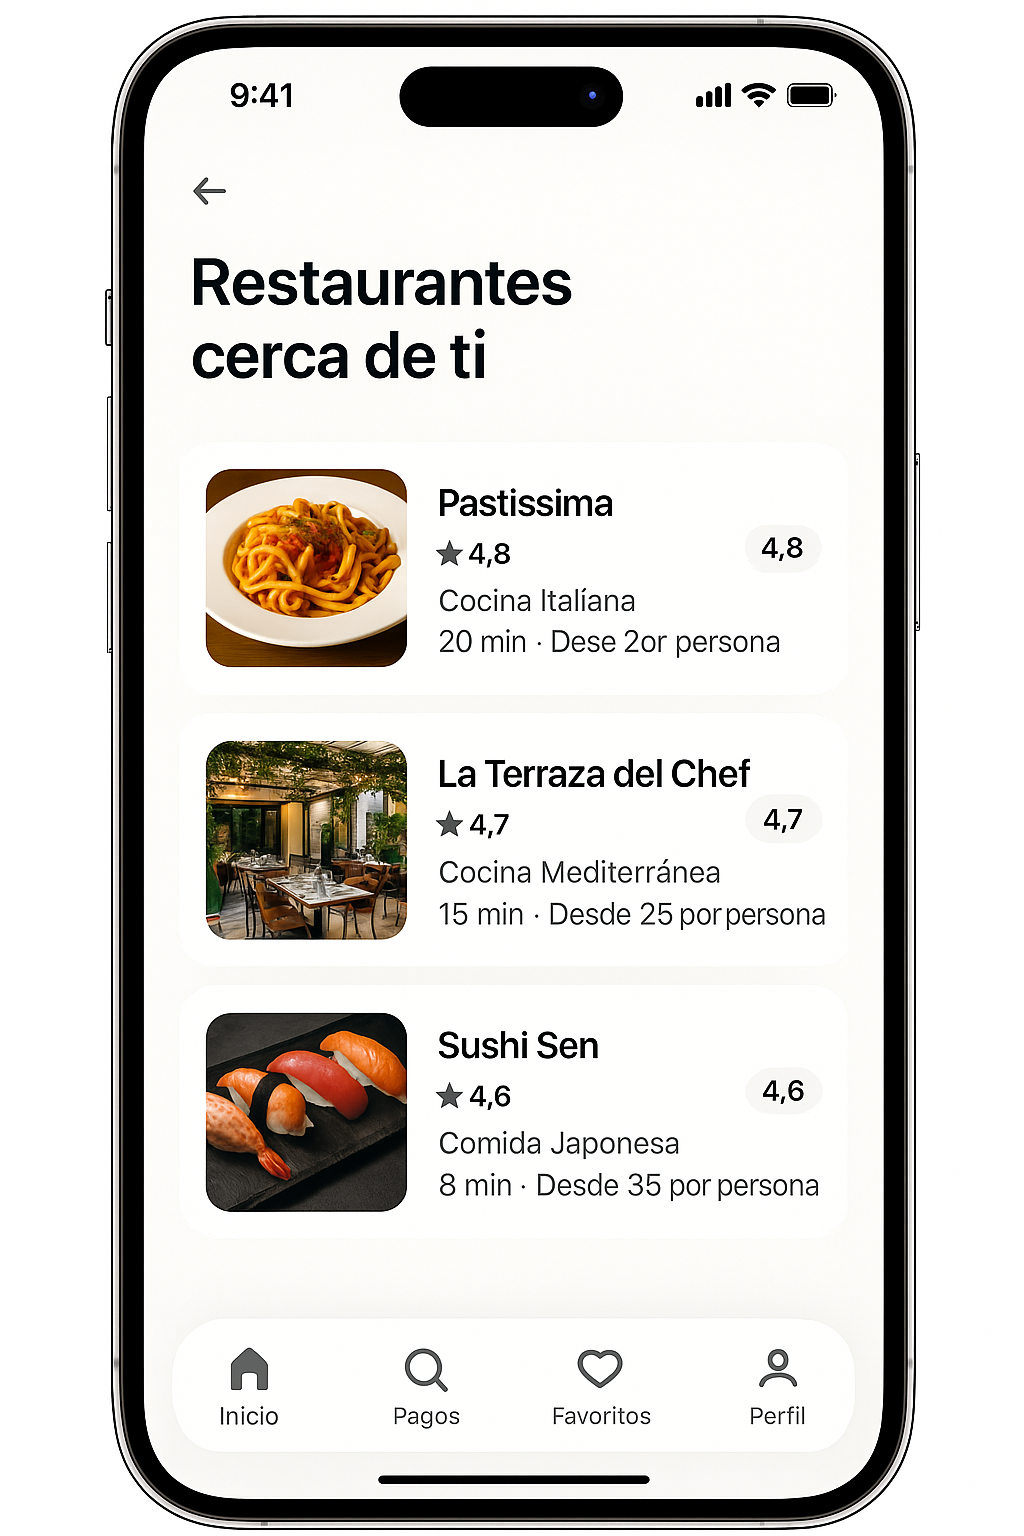 9:41
Restaurantes
cerca de ti
Pastissima
4,8
4,8
Cocina Italíana
20 min · Dese 2or persona
La Terraza del Chef
4,7
4,7
Cocina Mediterránea
15 min · Desde 25 por persona
Sushi Sen
4,6
4,6
Comida Japonesa
8 min · Desde 35 por persona
Inicio
Pagos
Favoritos
Perfil